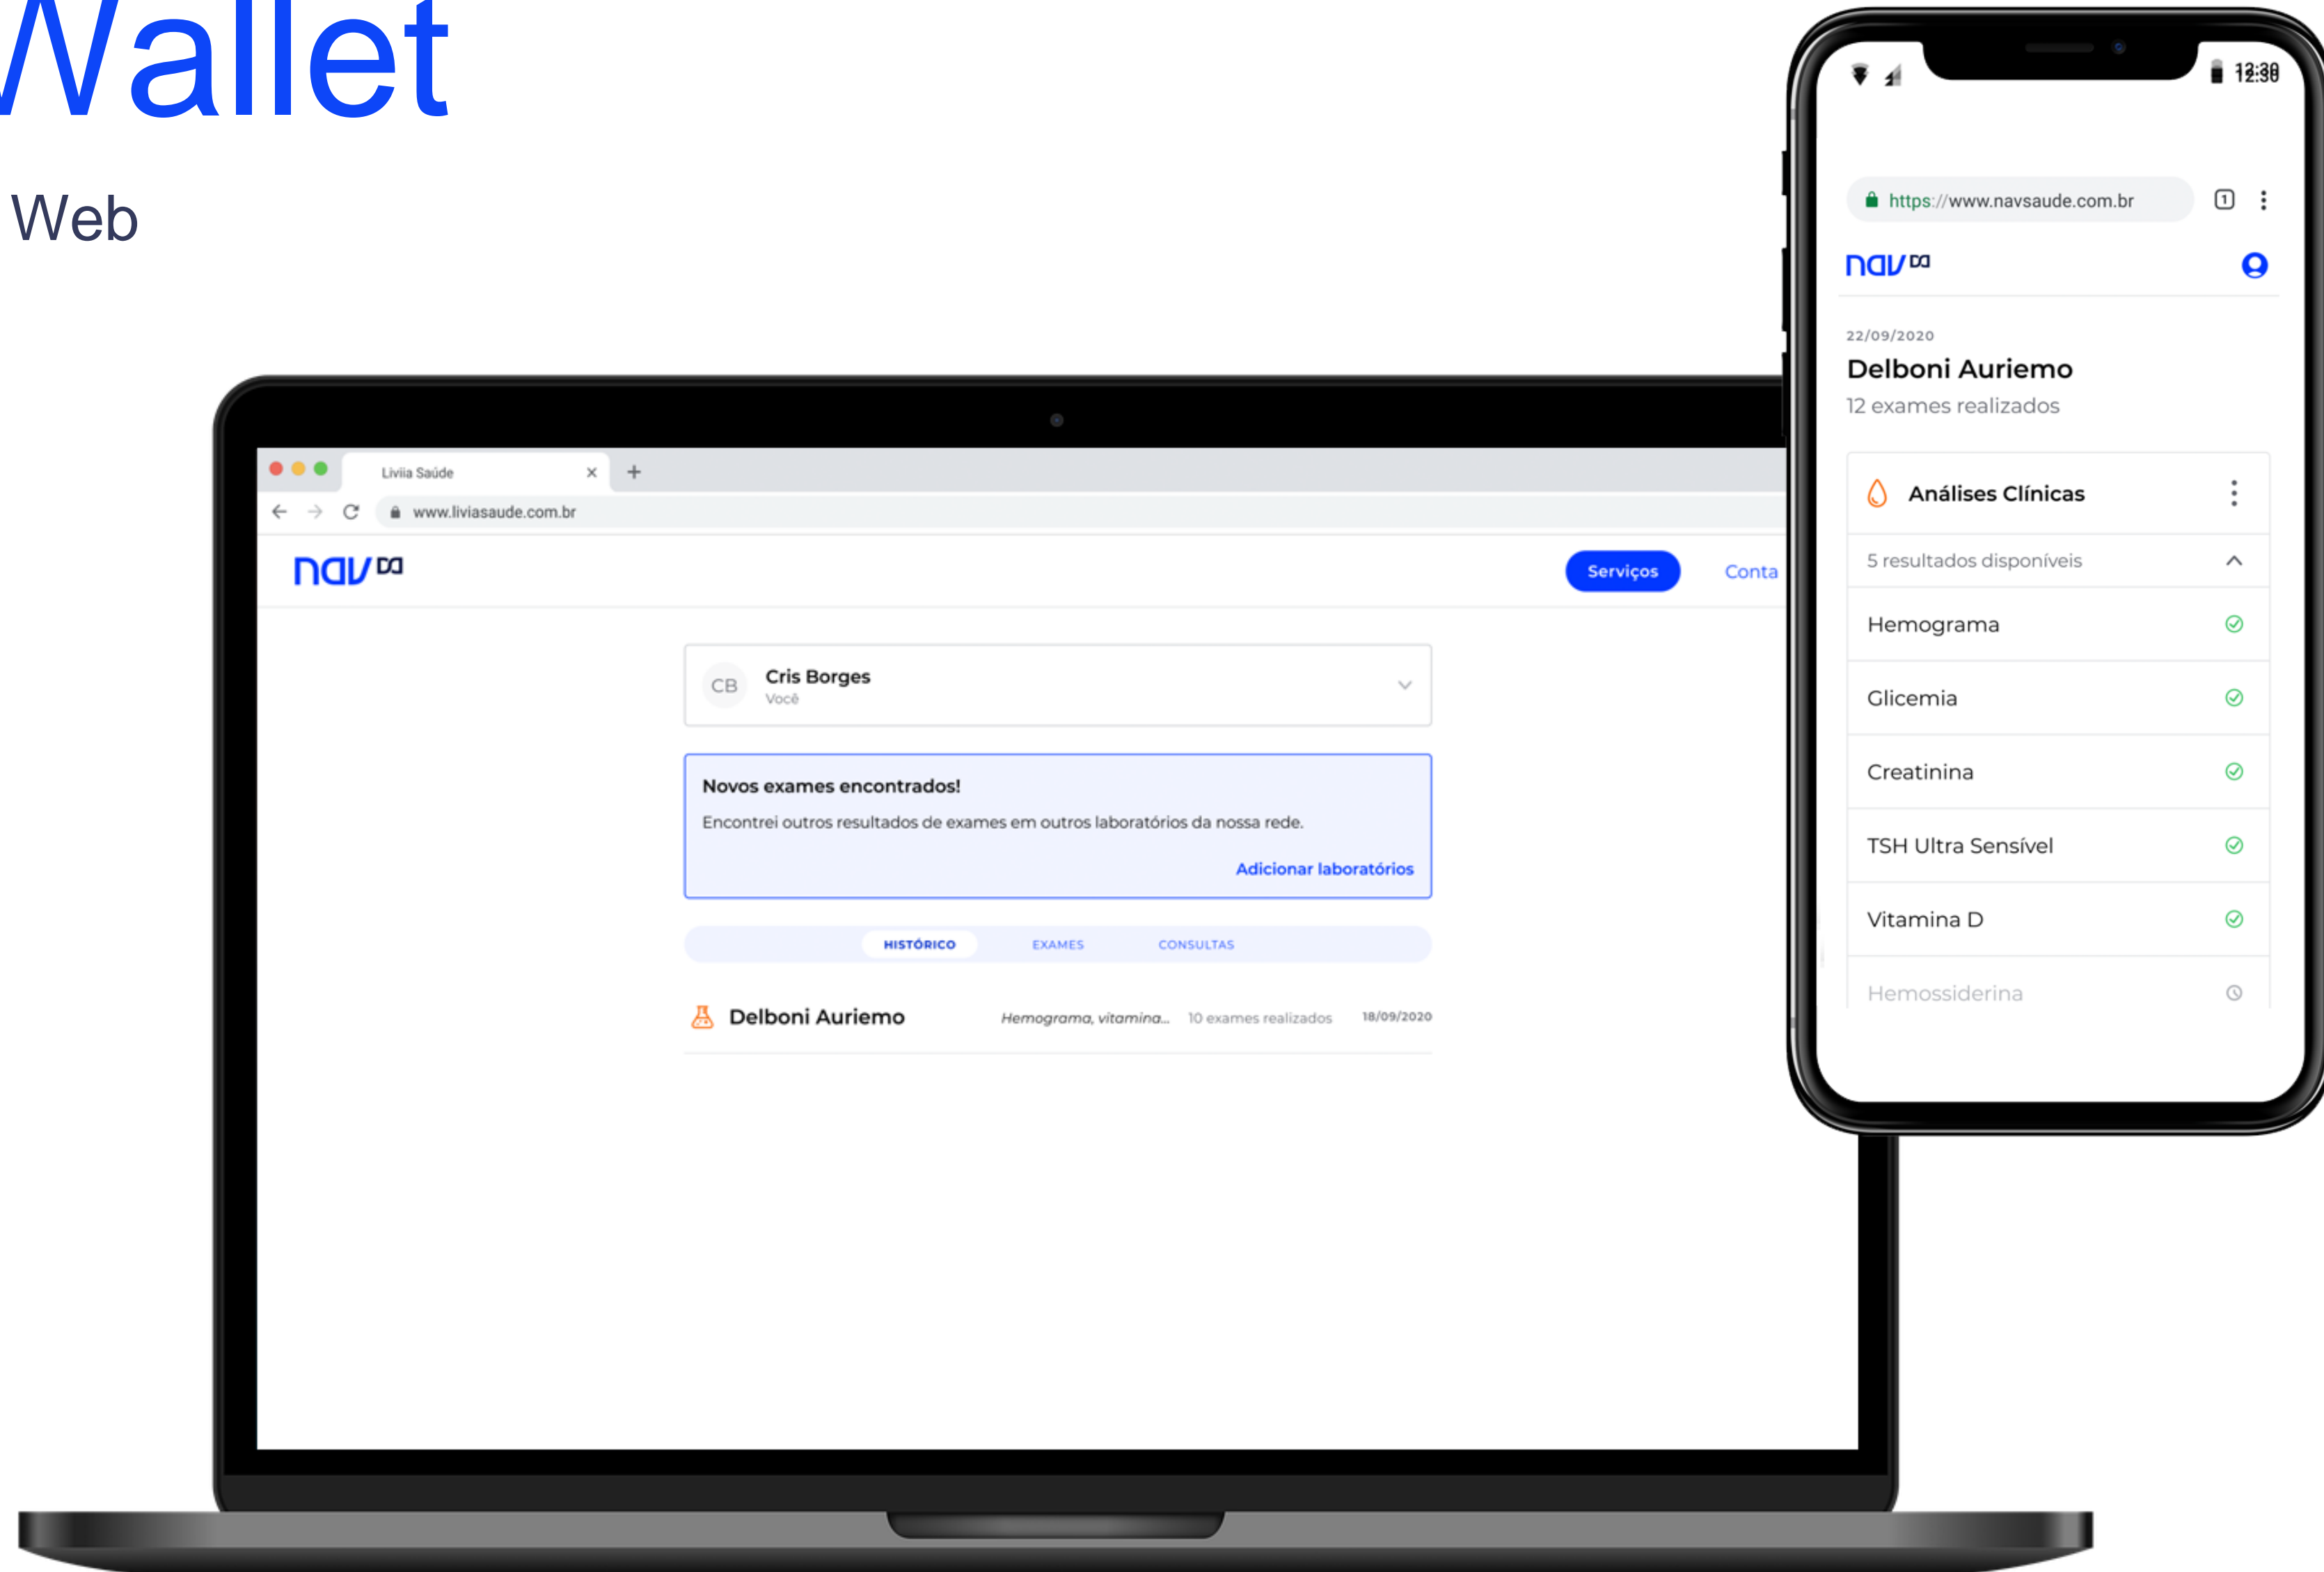 Wallet
Web
Liviia Saúde
www.liviasaude.com.br
nav
Serviços
Conta
CB
Cris Borges
Você
Novos exames encontrados!
Encontrei outros resultados de exames em outros laboratórios da nossa rede.
Adicionar laboratórios
HISTÓRICO EXAMES CONSULTAS
Delboni Auriemo Hemograma, vitamina... 10 exames realizados 18/09/2020
https://www.navsaude.com.br 1
nav
22/09/2020
Delboni Auriemo
12 exames realizados
Análises Clínicas
5 resultados disponíveis
Hemograma
Glicemia
Creatinina
TSH Ultra Sensível
Vitamina D
Hemossiderina